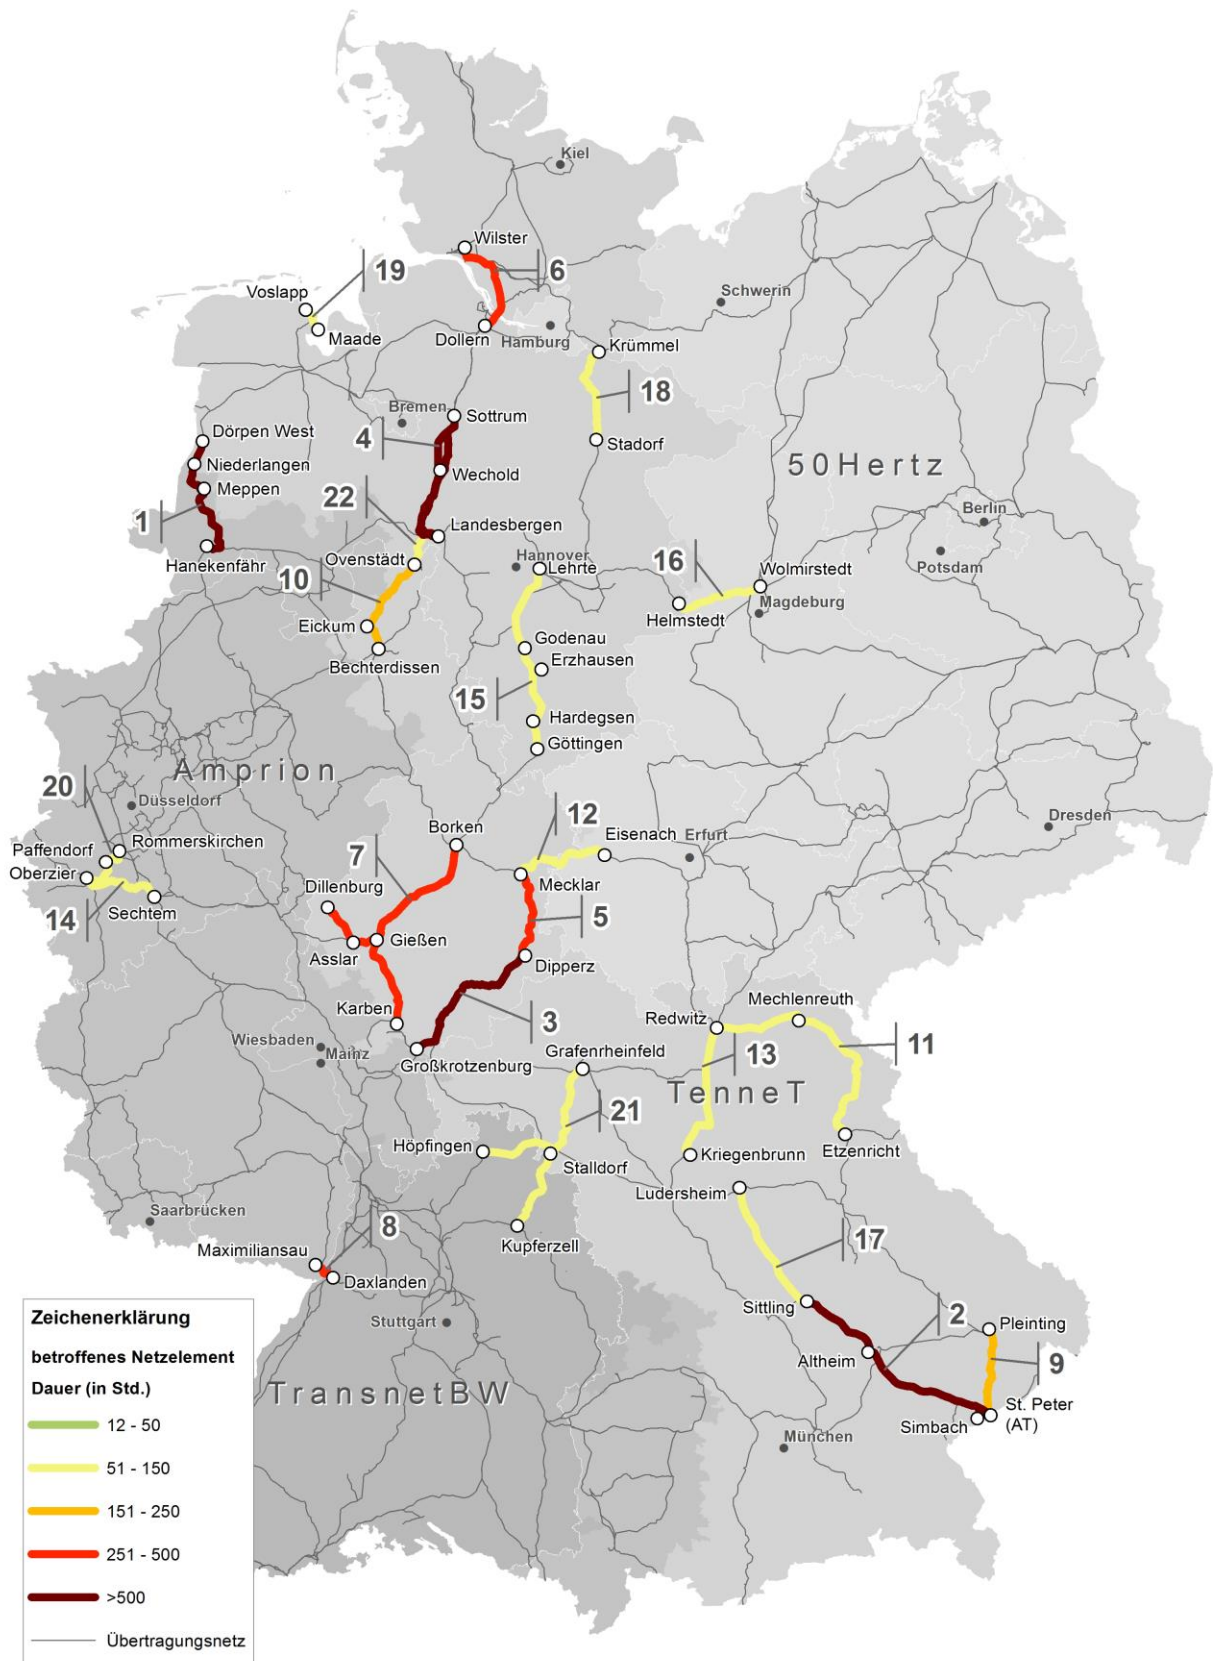 Kiel
Wilster
6
19
Voslapp
Maade
Schwerin
Dollern
Hamburg
Krümmel
18
Bremen
Sottrum
4
Dörpen West
Stadorf
Niederlangen
Wechold
50Hertz
Meppen
22
1
Landesbergen
Berlin
Hanekenfähr
Ovenstädt
Hannover
Lehrte
16
Potsdam
10
Wolmirstedt
Magdeburg
Helmstedt
Eickum
Godenau
Bechterdissen
Erzhausen
15
Hardegsen
Göttingen
Amprion
20
Düsseldorf
Dresden
12
Borken
Eisenach
Erfurt
Rommerskirchen
Paffendorf
7
Oberzier
Mecklar
Dillenburg
Sechtem
14
5
Gießen
Asslar
Dipperz
Mechlenreuth
Karben
3
Redwitz
Wiesbaden
Mainz
11
13
Großkrotzenburg
Grafenrheinfeld
TenneT
21
Höpfingen
Etzenricht
Kriegenbrunn
Stalldorf
Ludersheim
Saarbrücken
8
Kupferzell
17
Maximiliansau
Daxlanden
Sittling
2
Pleinting
Stuttgart
Altheim
9
TransnetBW
St. Peter
(AT)
Simbach
München
Zeichenerklärung
betroffenes Netzelement
Dauer (in Std.)
12 - 50
51 - 150
151 - 250
251 - 500
>500
Übertragungsnetz